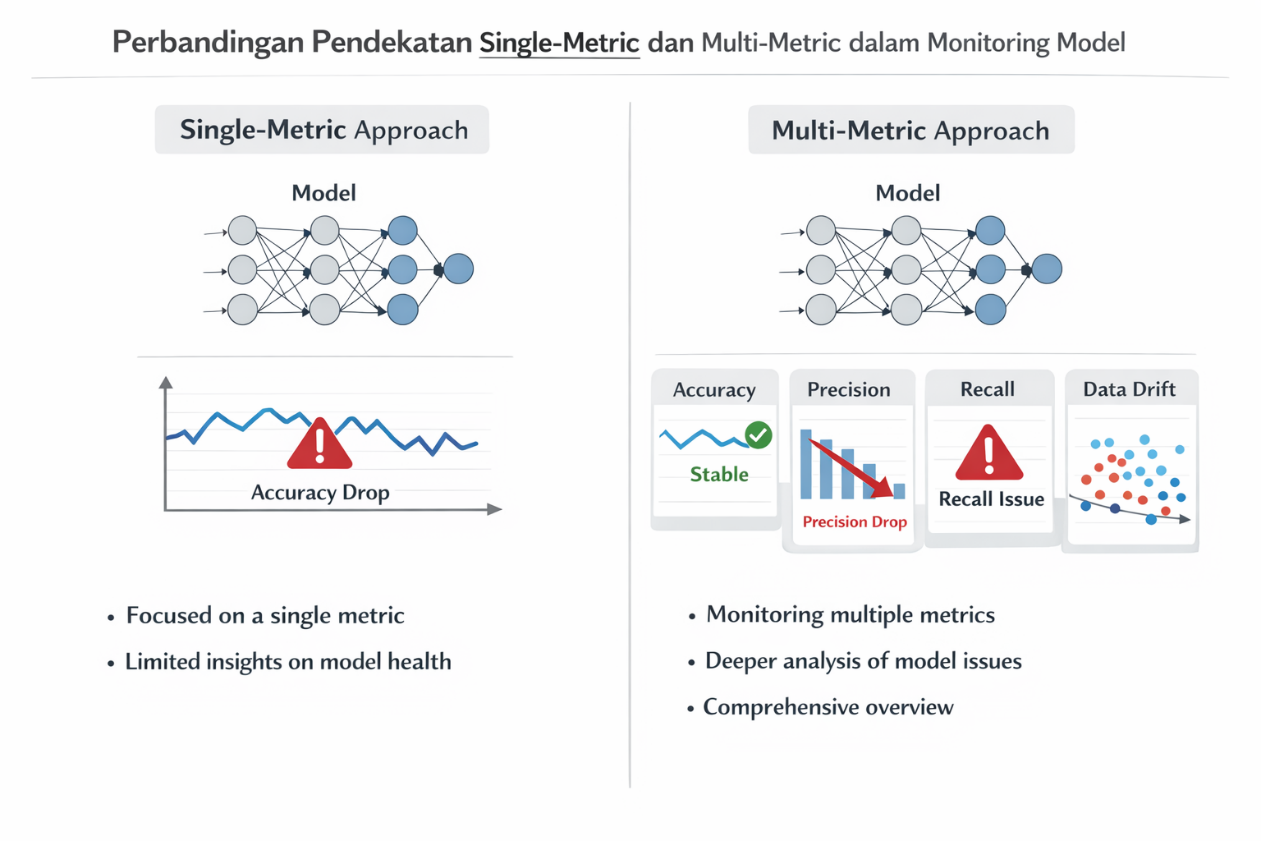 Perbandingan Pendekatan Single-Metric dan Multi-Metric dalam Monitoring Model
Single-Metric Approach
Model
Accuracy Drop
• Focused on a single metric
• Limited insights on model health
Multi-Metric Approach
Model
Accuracy
Stable
Precision
Precision Drop
Recall
Recall Issue
Data Drift
• Monitoring multiple metrics
• Deeper analysis of model issues
• Comprehensive overview